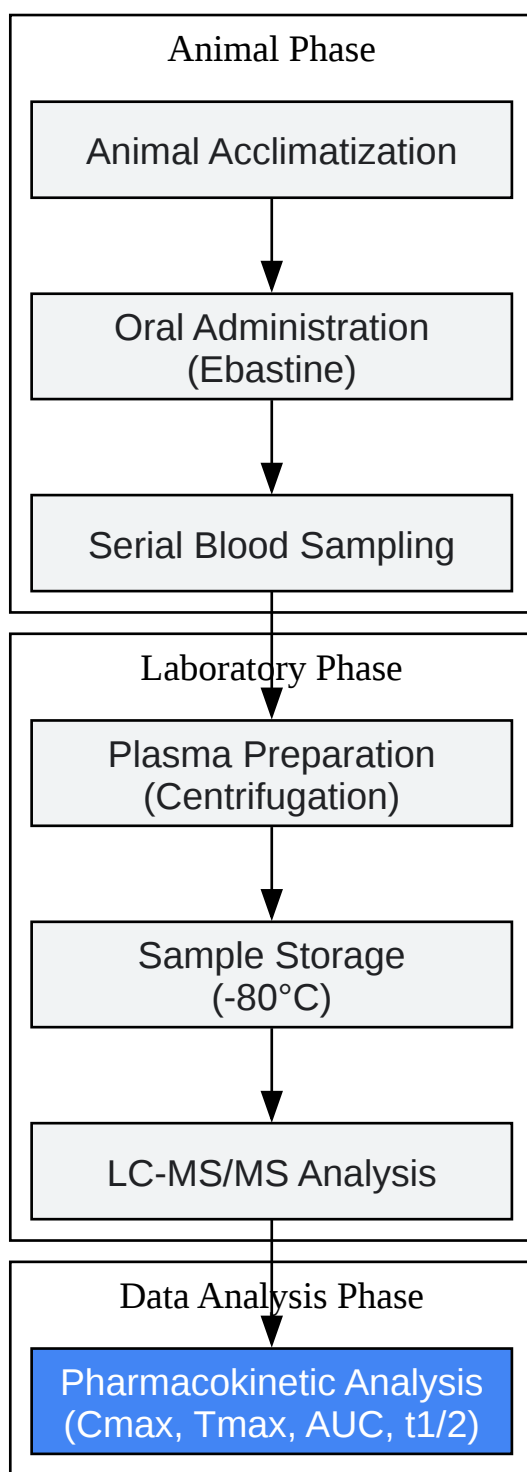 Animal Phase
Animal Acclimatization
Oral Administration
(Ebastine)
Serial Blood Sampling
Laboratory Phase
Plasma Preparation
(Centrifugation)
Sample Storage
(-80°C)
LC-MS/MS Analysis
Data Analysis Phase
Pharmacokinetic Analysis
(Cmax, Tmax, AUC, t1/2)